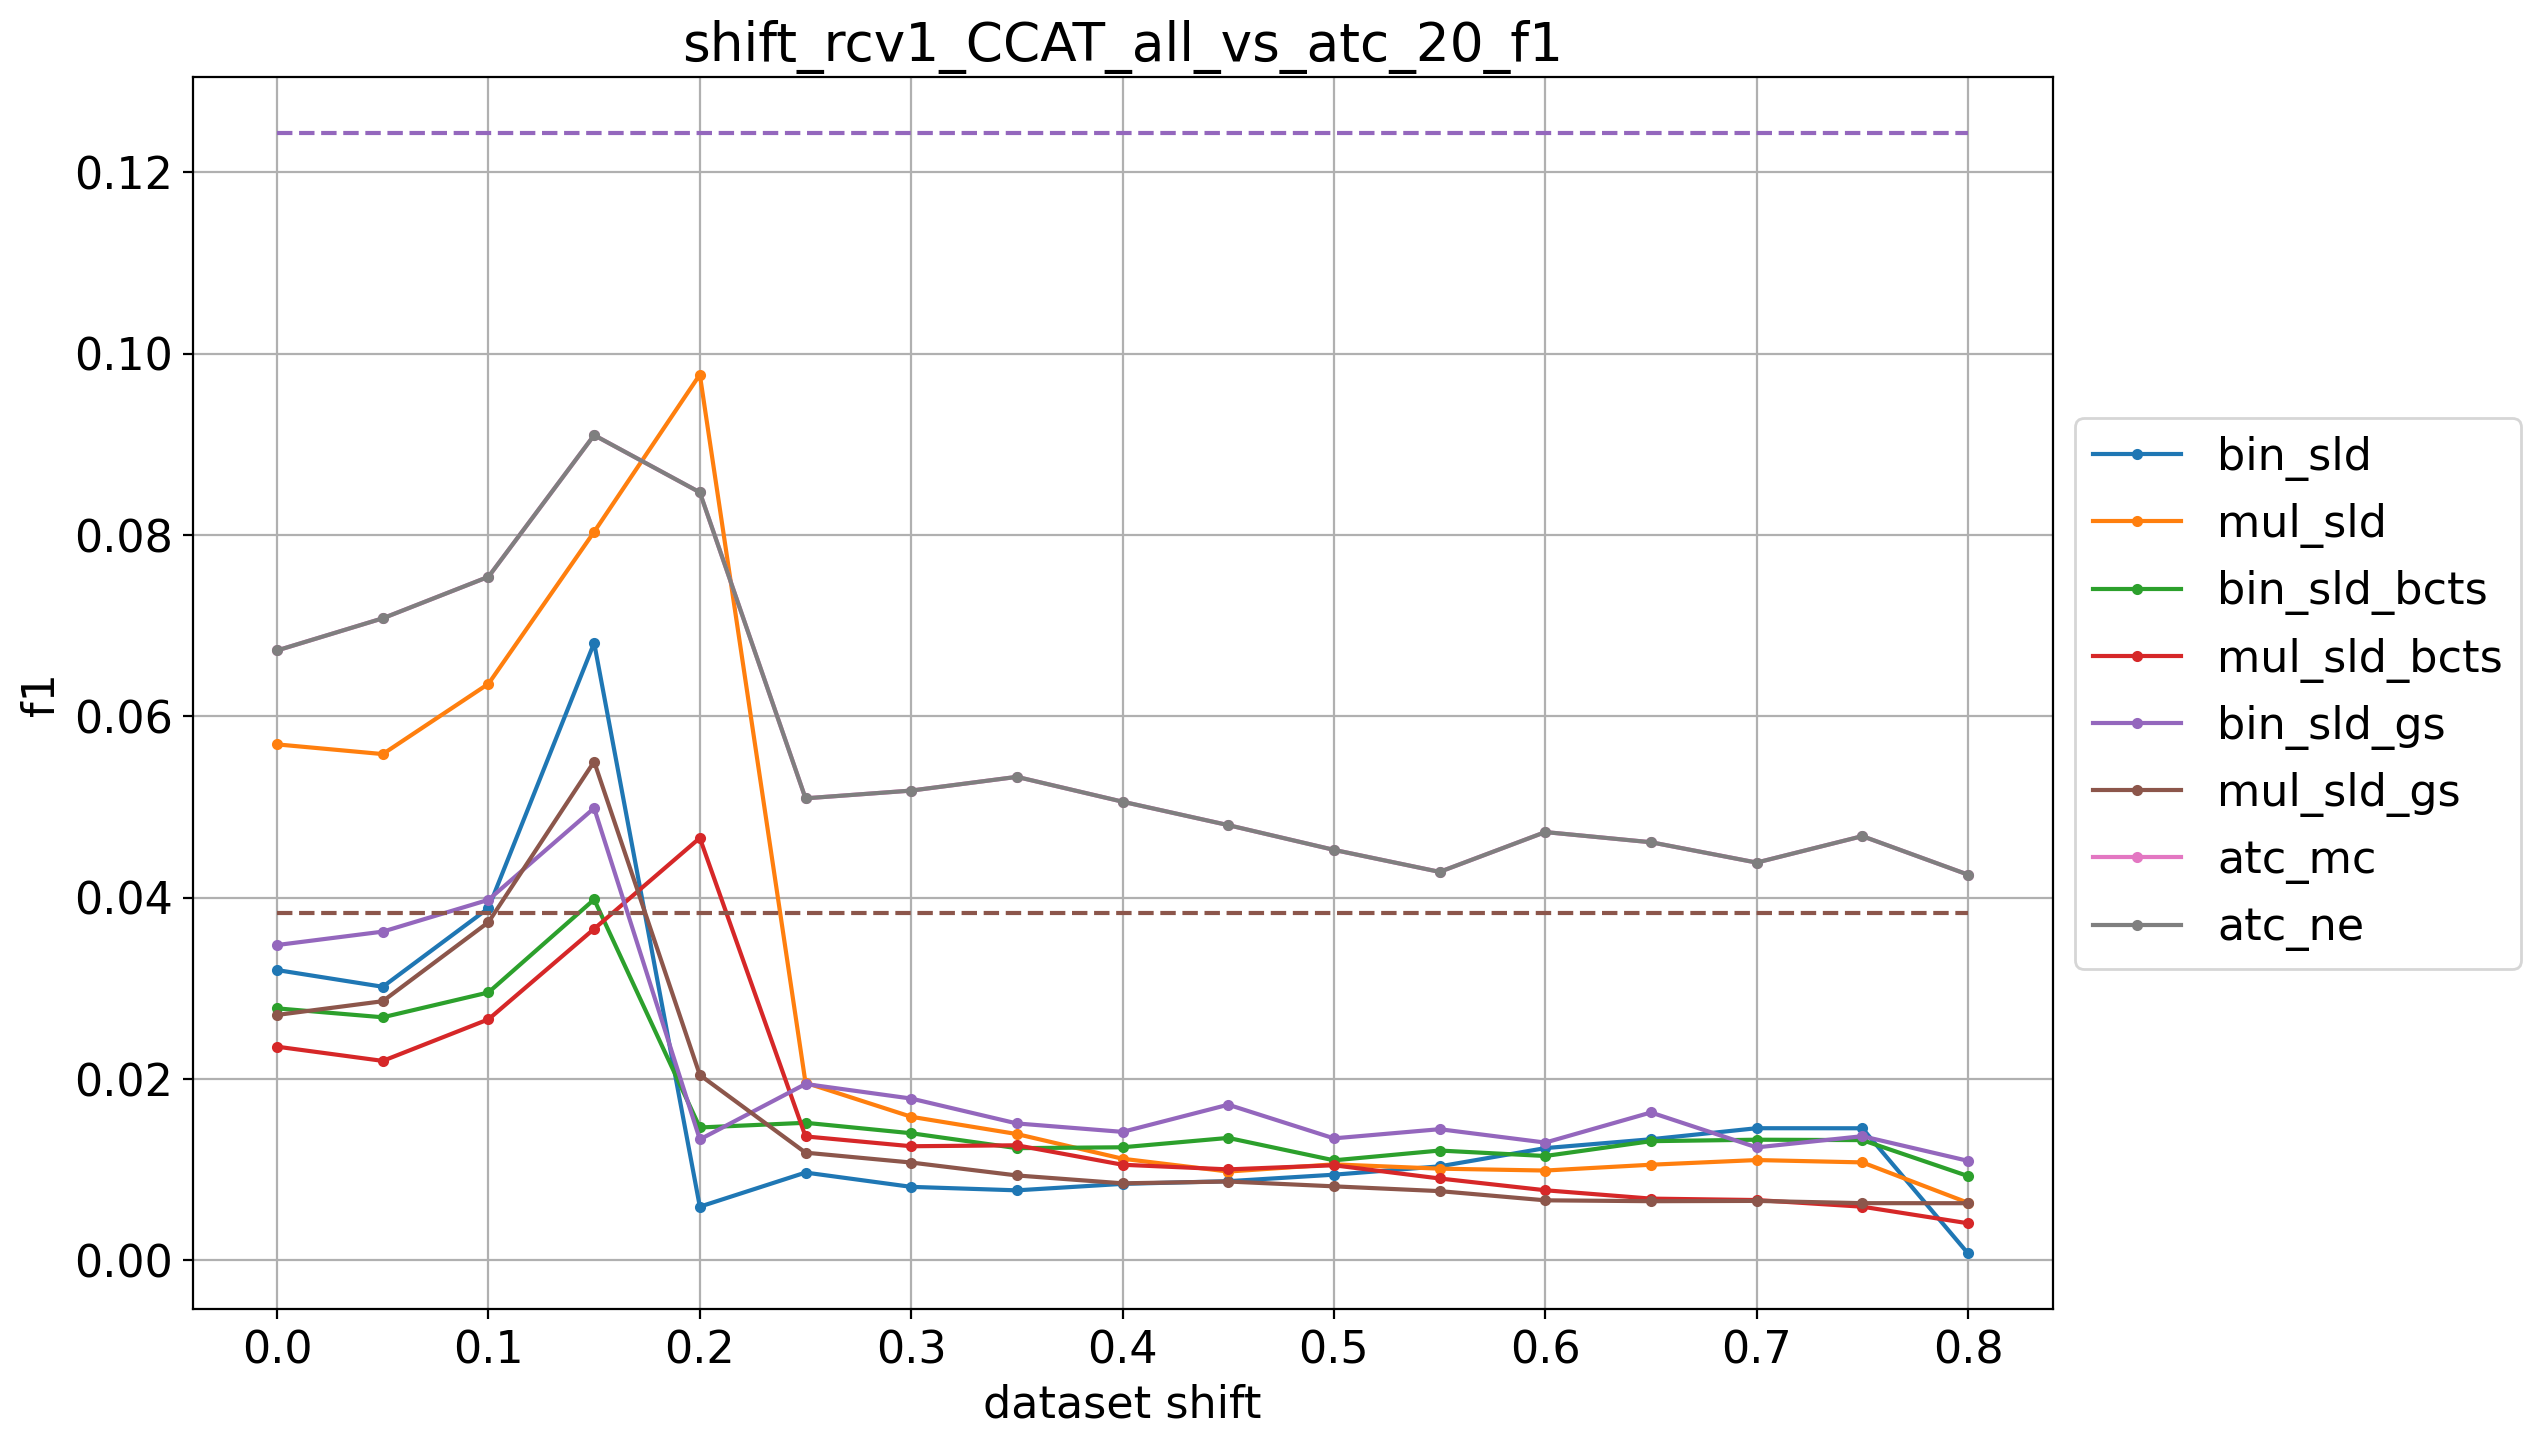 shift_rcv1_CCAT_all_vs_atc_20_f1
0.12
0.10
0.08
0.06
0.04
0.02
0.00
f1
0.0 0.1 0.2 0.3 0.4 0.5 0.6 0.7 0.8
dataset shift
bin_sld
mul_sld
bin_sld_bcts
mul_sld_bcts
bin_sld_gs
mul_sld_gs
atc_mc
atc_ne